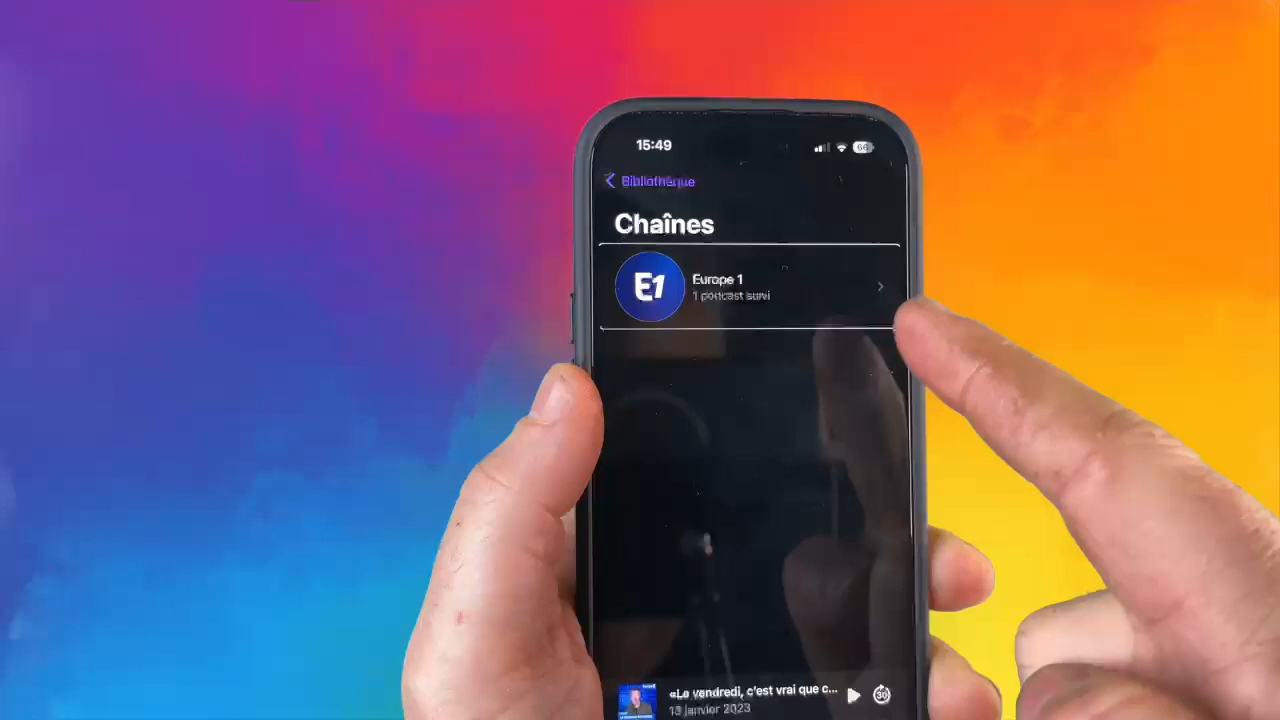 15:49
66
Bibliothèque
Chaînes
E1
Europe 1
1 podcast suivi
«Le vendredi, c'est vrai que c...
30
13 janvier 2023